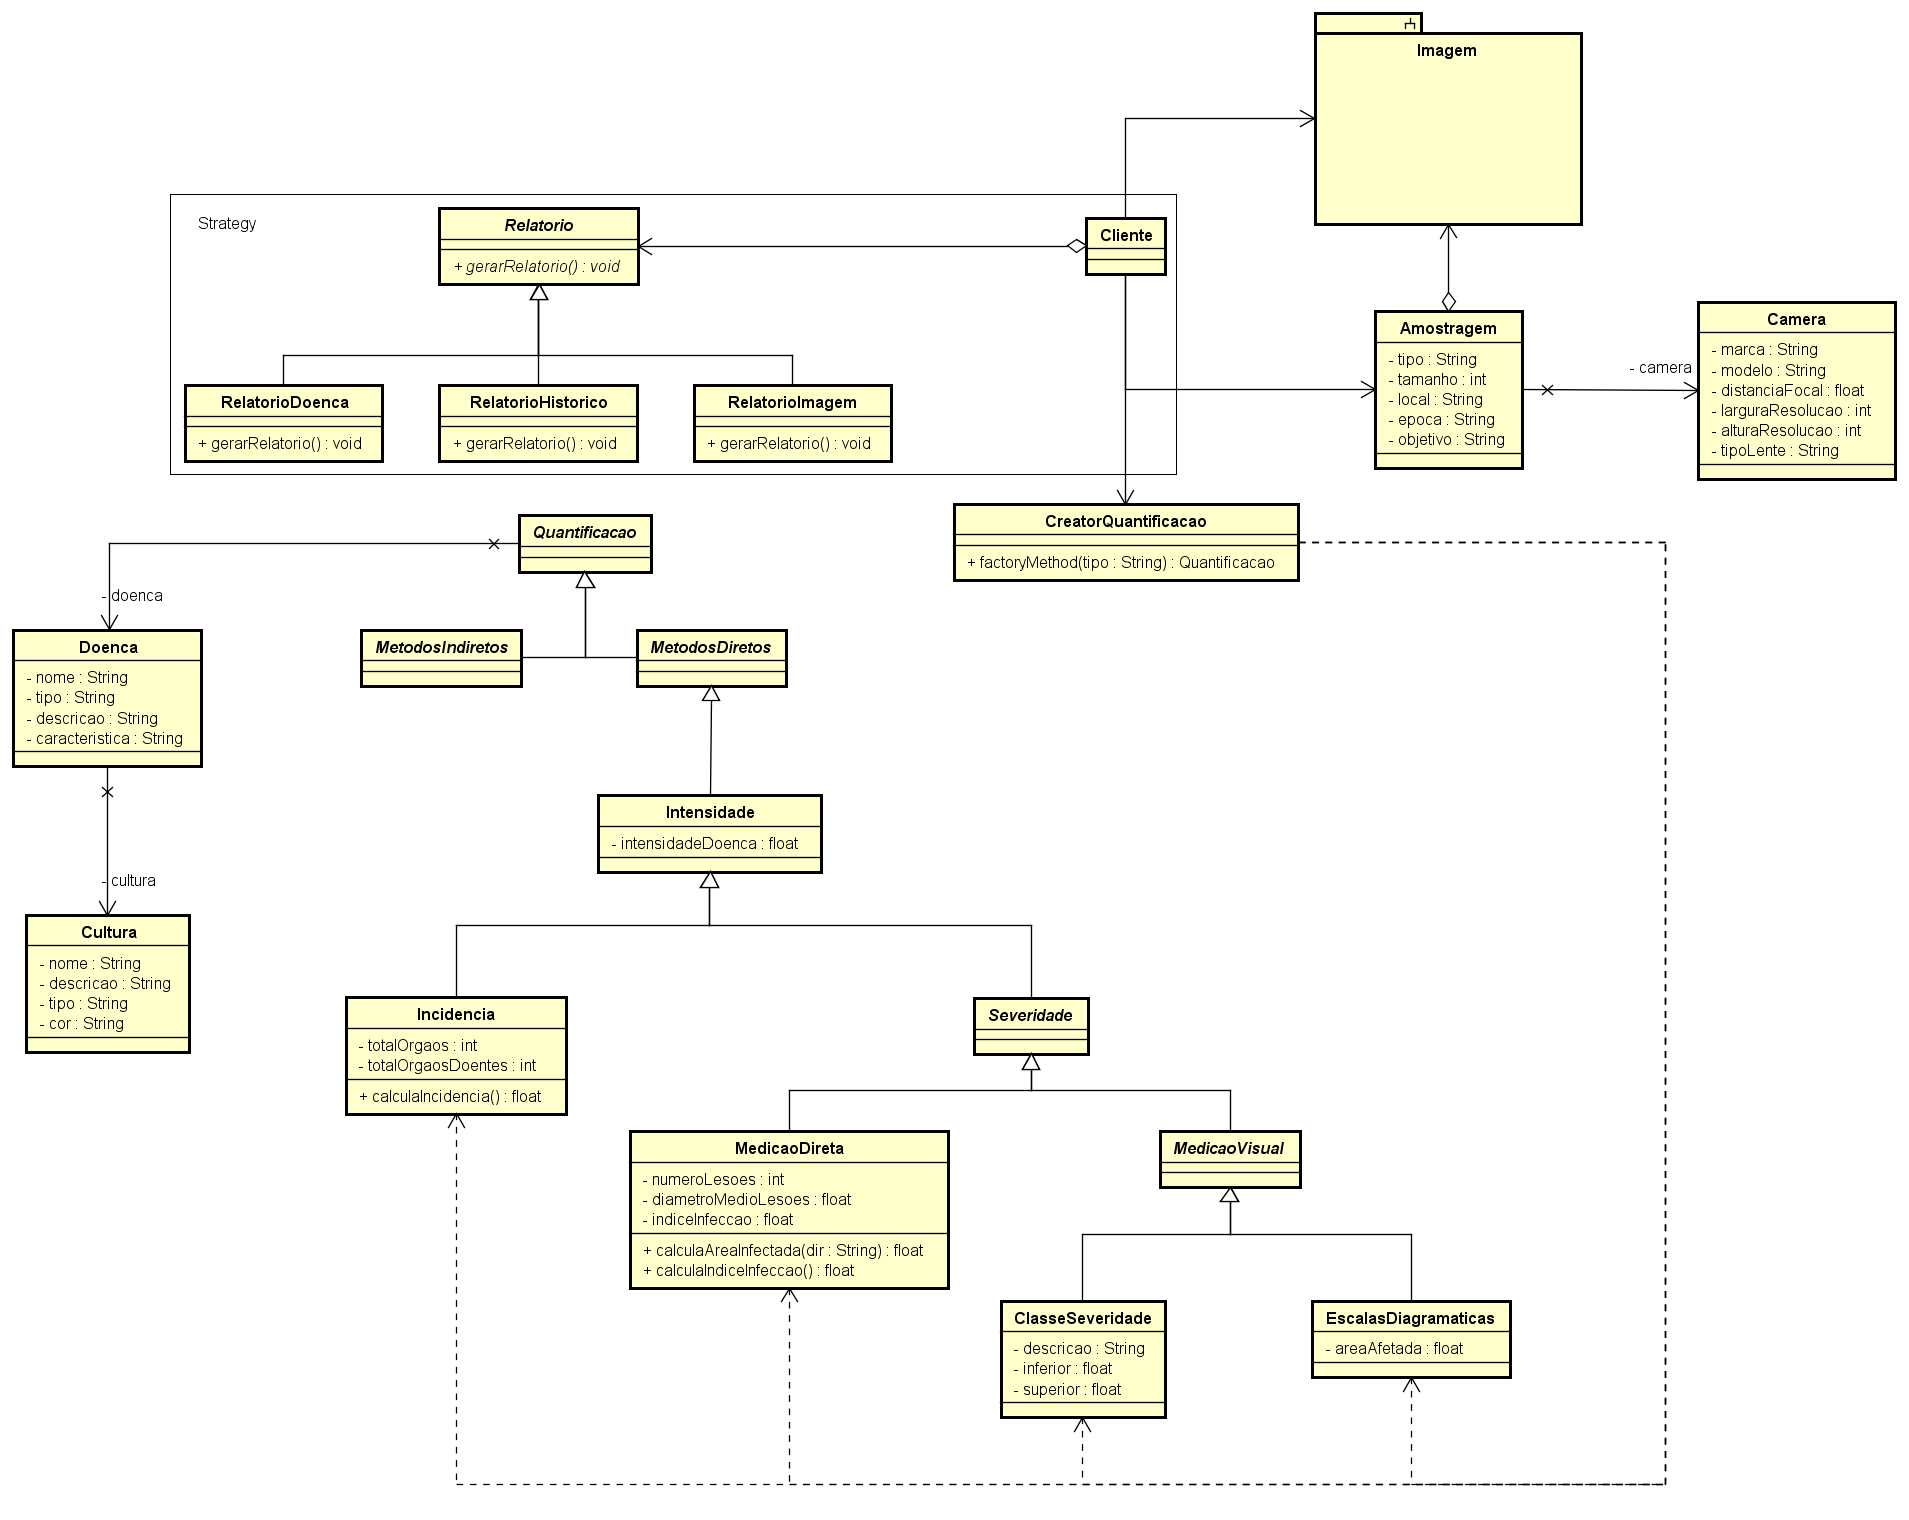 Imagem
Strategy
Relatorio
+ gerarRelatorio() : void
Cliente
RelatorioDoenca
+ gerarRelatorio() : void
RelatorioHistorico
+ gerarRelatorio() : void
RelatorioImagem
+ gerarRelatorio() : void
Amostragem
- tipo : String
- tamanho : int
- local : String
- epoca : String
- objetivo : String
- camera
Camera
- marca : String
- modelo : String
- distanciaFocal : float
- larguraResolucao : int
- alturaResolucao : int
- tipoLente : String
CreatorQuantificacao
+ factoryMethod(tipo : String) : Quantificacao
Quantificacao
- doenca
Doenca
- nome : String
- tipo : String
- descricao : String
- caracteristica : String
MetodosIndiretos
MetodosDiretos
Intensidade
- intensidadeDoenca : float
- cultura
Cultura
- nome : String
- descricao : String
- tipo : String
- cor : String
Incidencia
- totalOrgaos : int
- totalOrgaosDoentes : int
+ calculaIncidencia() : float
Severidade
MedicaoDireta
- numeroLesoes : int
- diametroMedioLesoes : float
- indiceInfeccao : float
+ calculaAreaInfectada(dir : String) : float
+ calculaIndiceInfeccao() : float
MedicaoVisual
ClasseSeveridade
- descricao : String
- inferior : float
- superior : float
EscalasDiagramaticas
- areaAfetada : float